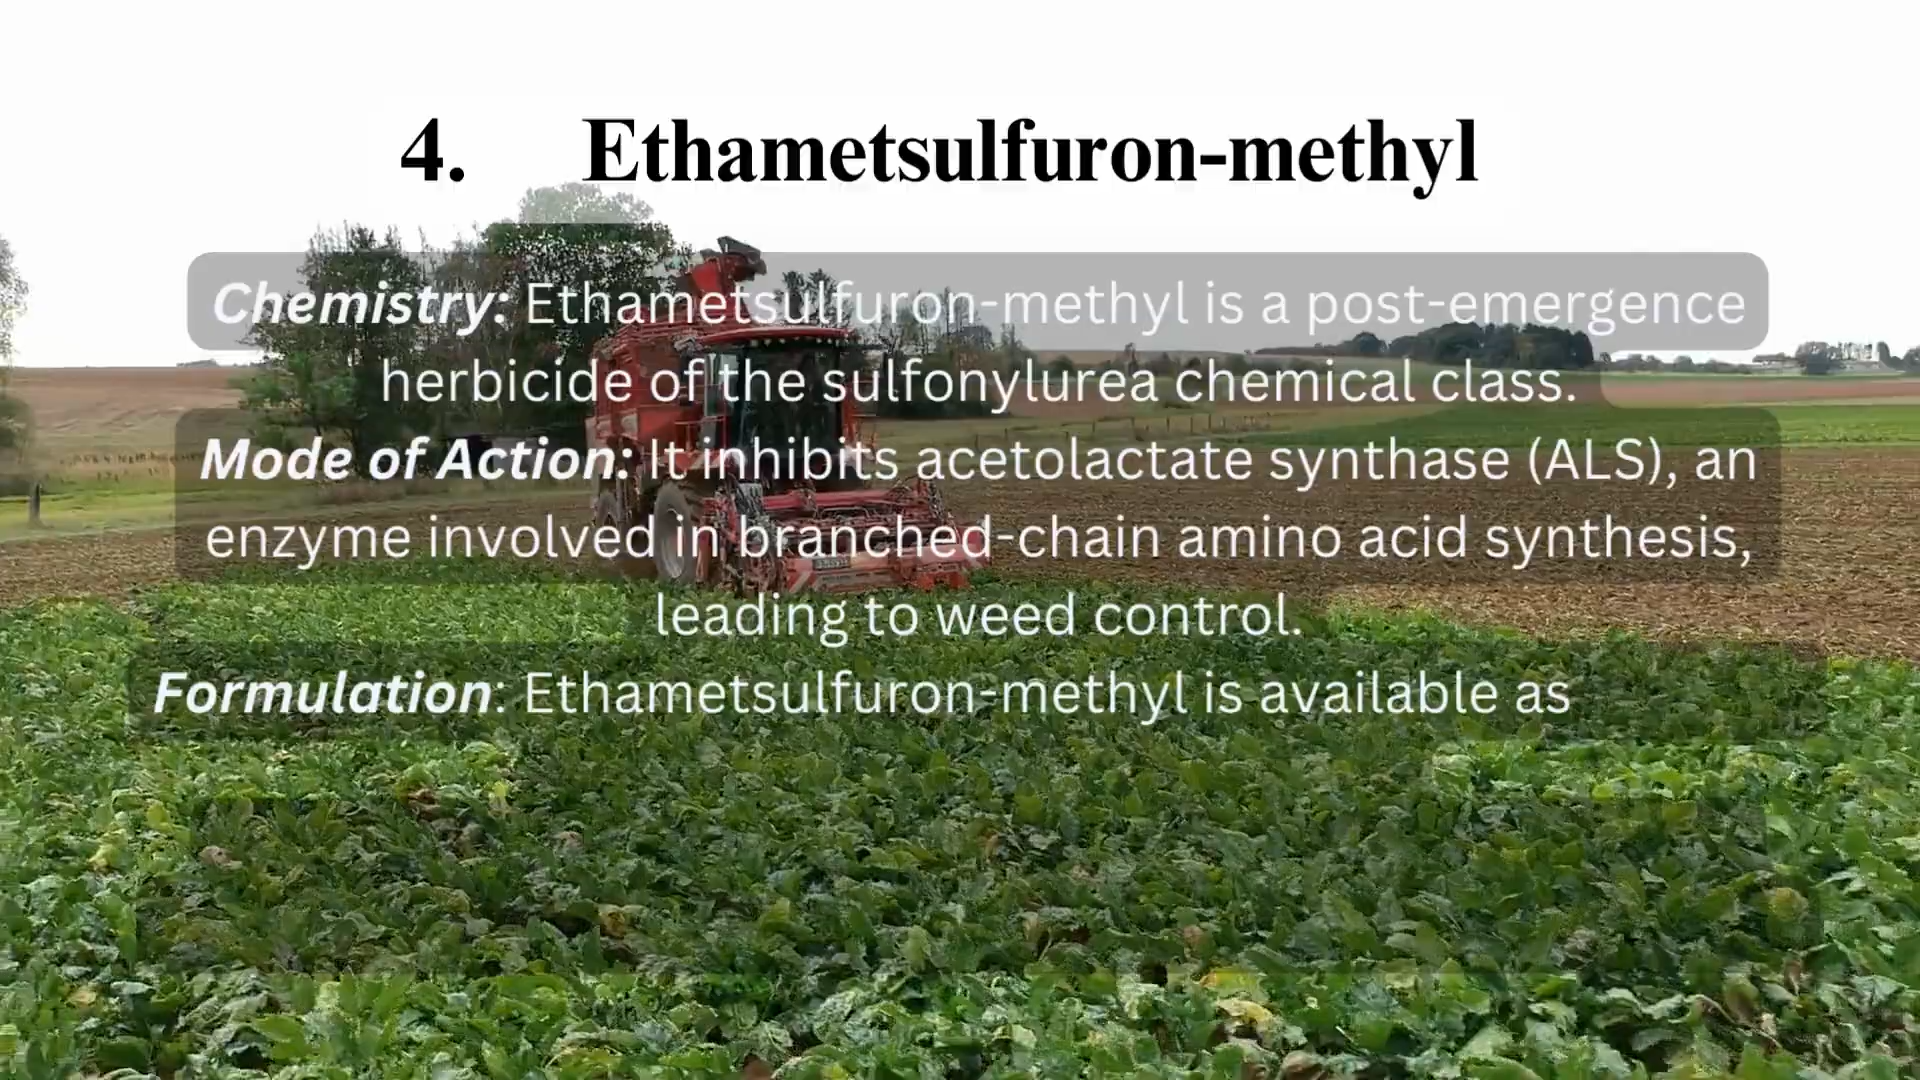 4. Ethametsulfuron-methyl
Chemistry: Ethametsulfuron-methyl is a post-emergence
herbicide of the sulfonylurea chemical class.
Mode of Action: It inhibits acetolactate synthase (ALS), an
enzyme involved in branched-chain amino acid synthesis,
leading to weed control.
Formulation: Ethametsulfuron-methyl is available as